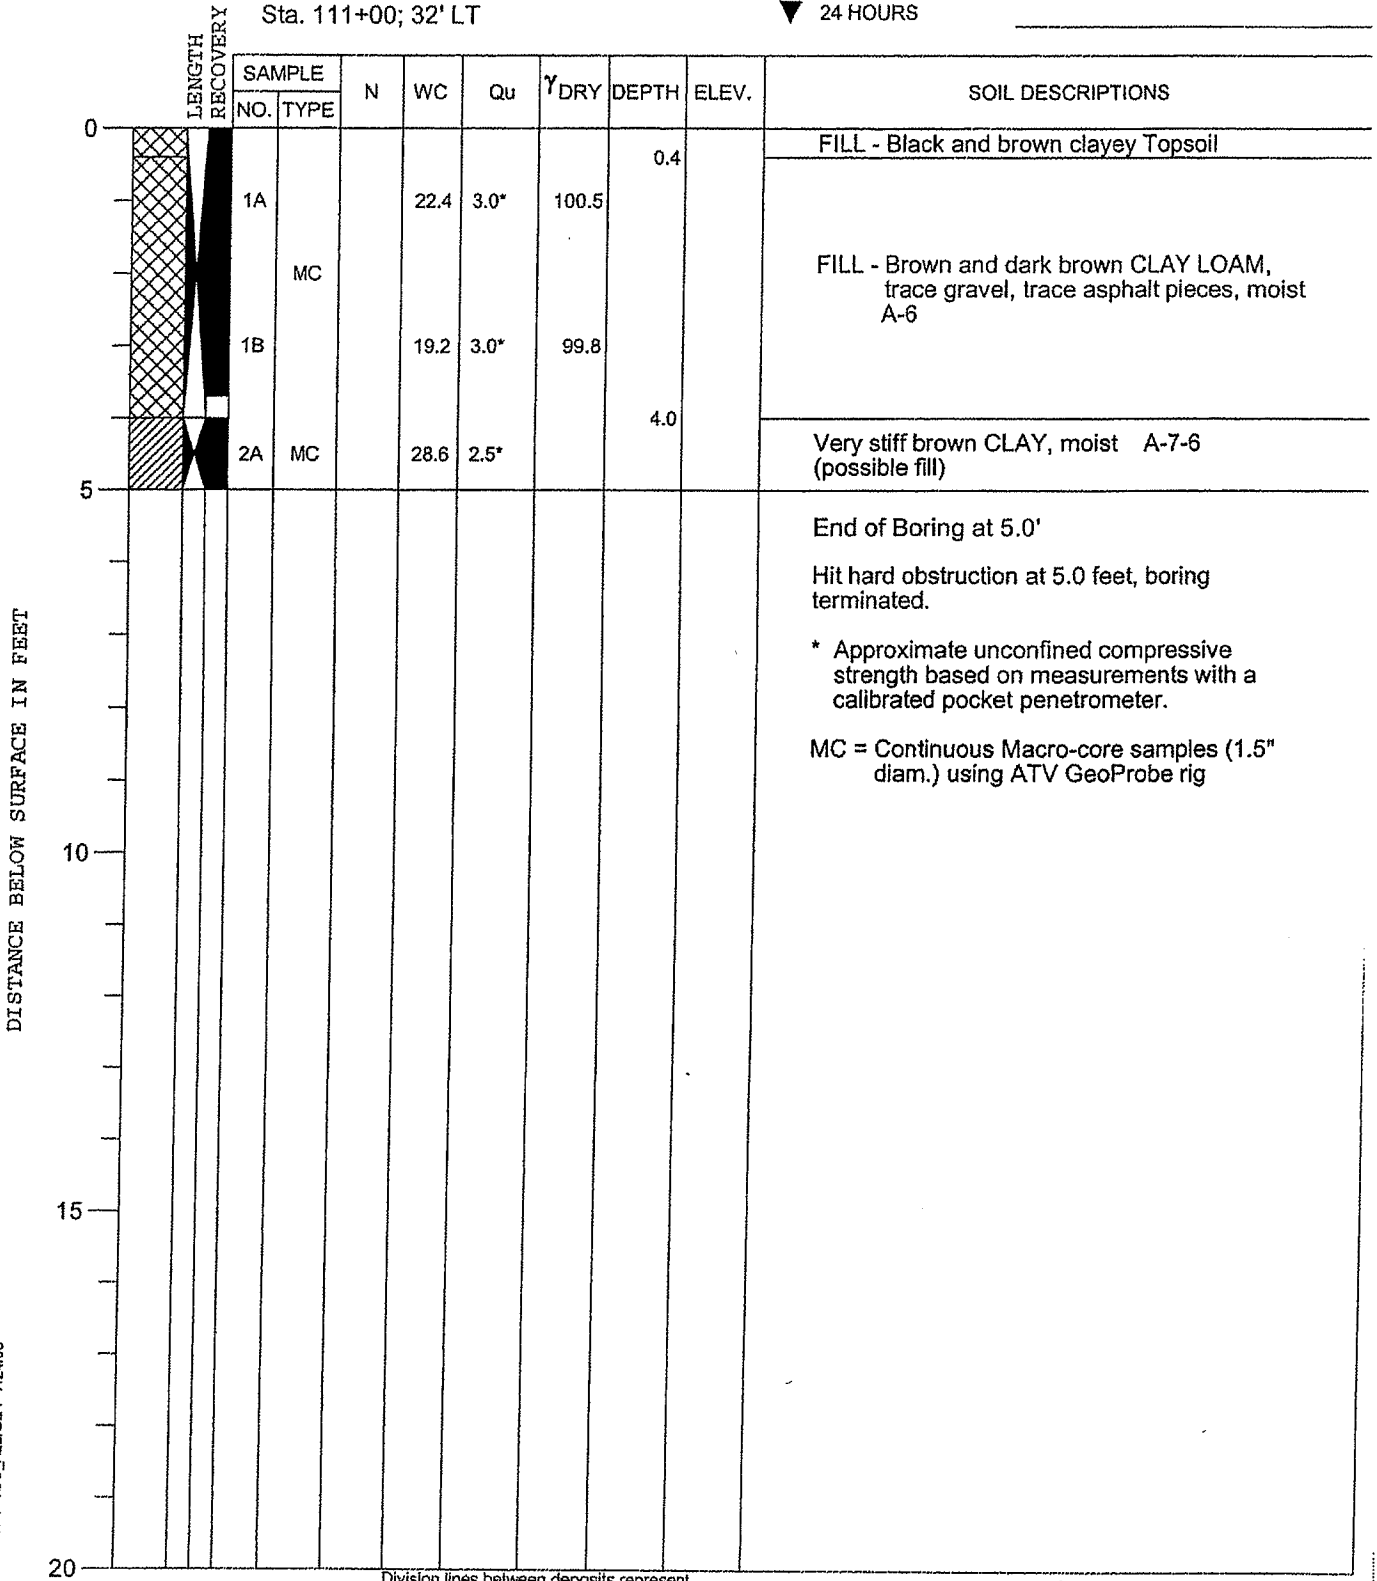 Sta. 111+00; 32' LT
▼ 24 HOURS
LENGTH
RECOVERY
SAMPLE
NO. TYPE
N
WC
Qu
γDRY
DEPTH
ELEV.
SOIL DESCRIPTIONS
0
FILL - Black and brown clayey Topsoil
0.4
1A 22.4 3.0* 100.5
MC
FILL - Brown and dark brown CLAY LOAM,
trace gravel, trace asphalt pieces, moist
A-6
1B 19.2 3.0* 99.8
4.0
2A MC 28.6 2.5*
Very stiff brown CLAY, moist A-7-6
(possible fill)
5
End of Boring at 5.0'
Hit hard obstruction at 5.0 feet, boring
terminated.
* Approximate unconfined compressive
strength based on measurements with a
calibrated pocket penetrometer.
MC = Continuous Macro-core samples (1.5"
diam.) using ATV GeoProbe rig
DISTANCE BELOW SURFACE IN FEET
10
15
20
Division lines between deposits represent